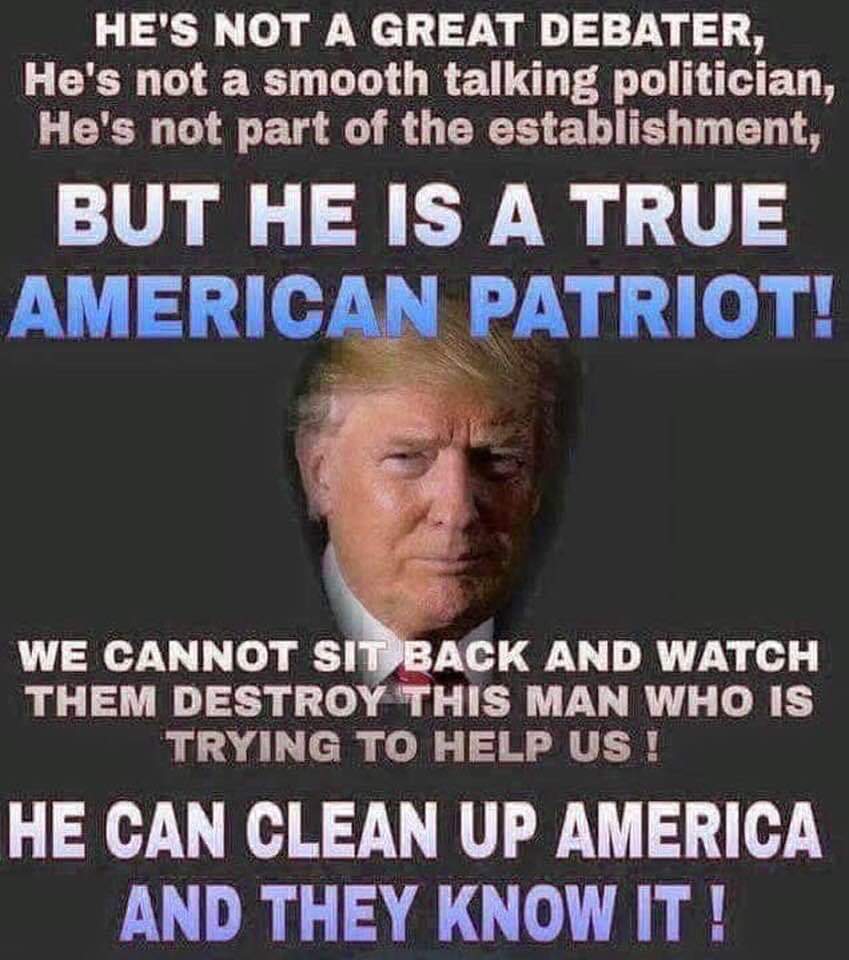 HE'S NOT A GREAT DEBATER,
He's not a smooth talking politician,
He's not part of the establishment,
BUT HE IS A TRUE
AMERICAN PATRIOT!
WE CANNOT SIT BACK AND WATCH
THEM DESTROY THIS MAN WHO IS
TRYING TO HELP US !
HE CAN CLEAN UP AMERICA
AND THEY KNOW IT !